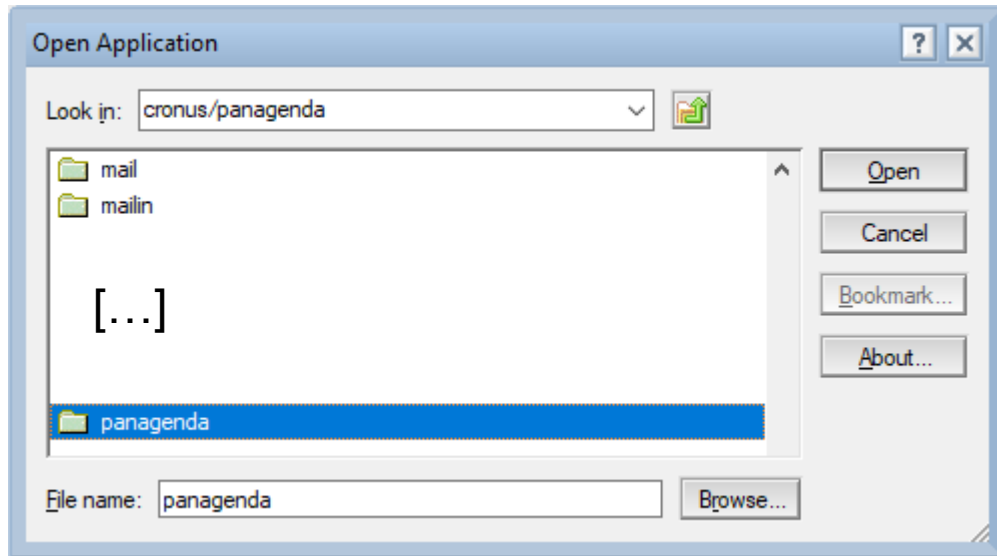 Open Application
?
Look in: cronus/panagenda
mail
Open
mailin
Cancel
[...]
Bookmark...
About...
panagenda
File name: panagenda Browse...